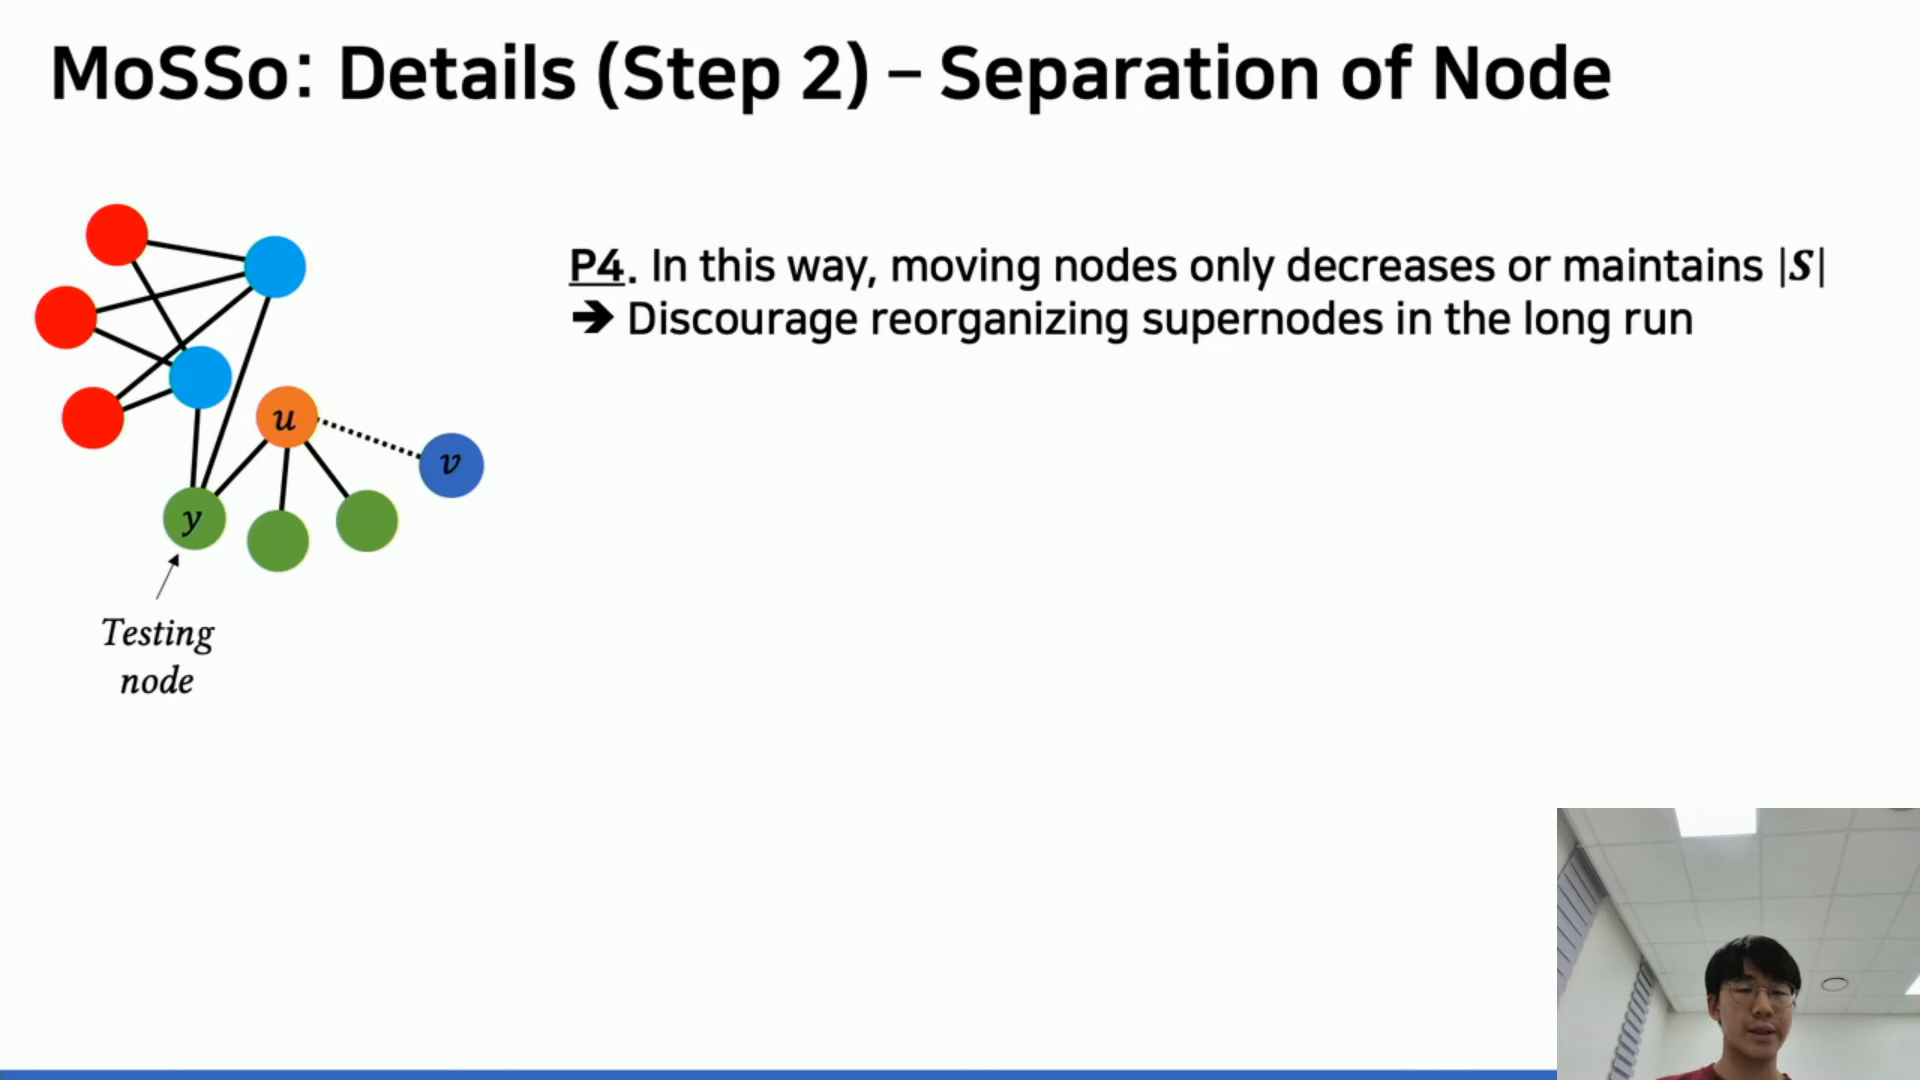 MoSSo: Details (Step 2) – Separation of Node
P4. In this way, moving nodes only decreases or maintains |S|
➔ Discourage reorganizing supernodes in the long run
u
v
y
Testing
node